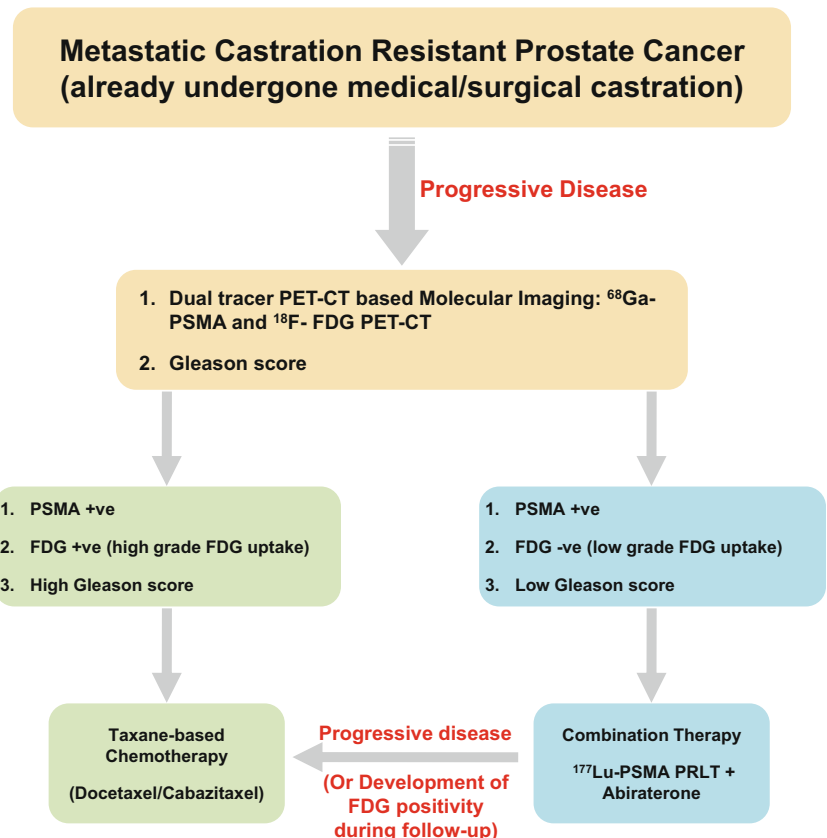 Metastatic Castration Resistant Prostate Cancer
(already undergone medical/surgical castration)
Progressive Disease
1. Dual tracer PET-CT based Molecular Imaging: ⁶⁸Ga-
PSMA and ¹⁸F- FDG PET-CT
2. Gleason score
1. PSMA +ve
2. FDG +ve (high grade FDG uptake)
3. High Gleason score
1. PSMA +ve
2. FDG -ve (low grade FDG uptake)
3. Low Gleason score
Taxane-based
Chemotherapy
(Docetaxel/Cabazitaxel)
Progressive disease
(Or Development of
FDG positivity
during follow-up)
Combination Therapy
¹⁷⁷Lu-PSMA PRLT +
Abiraterone